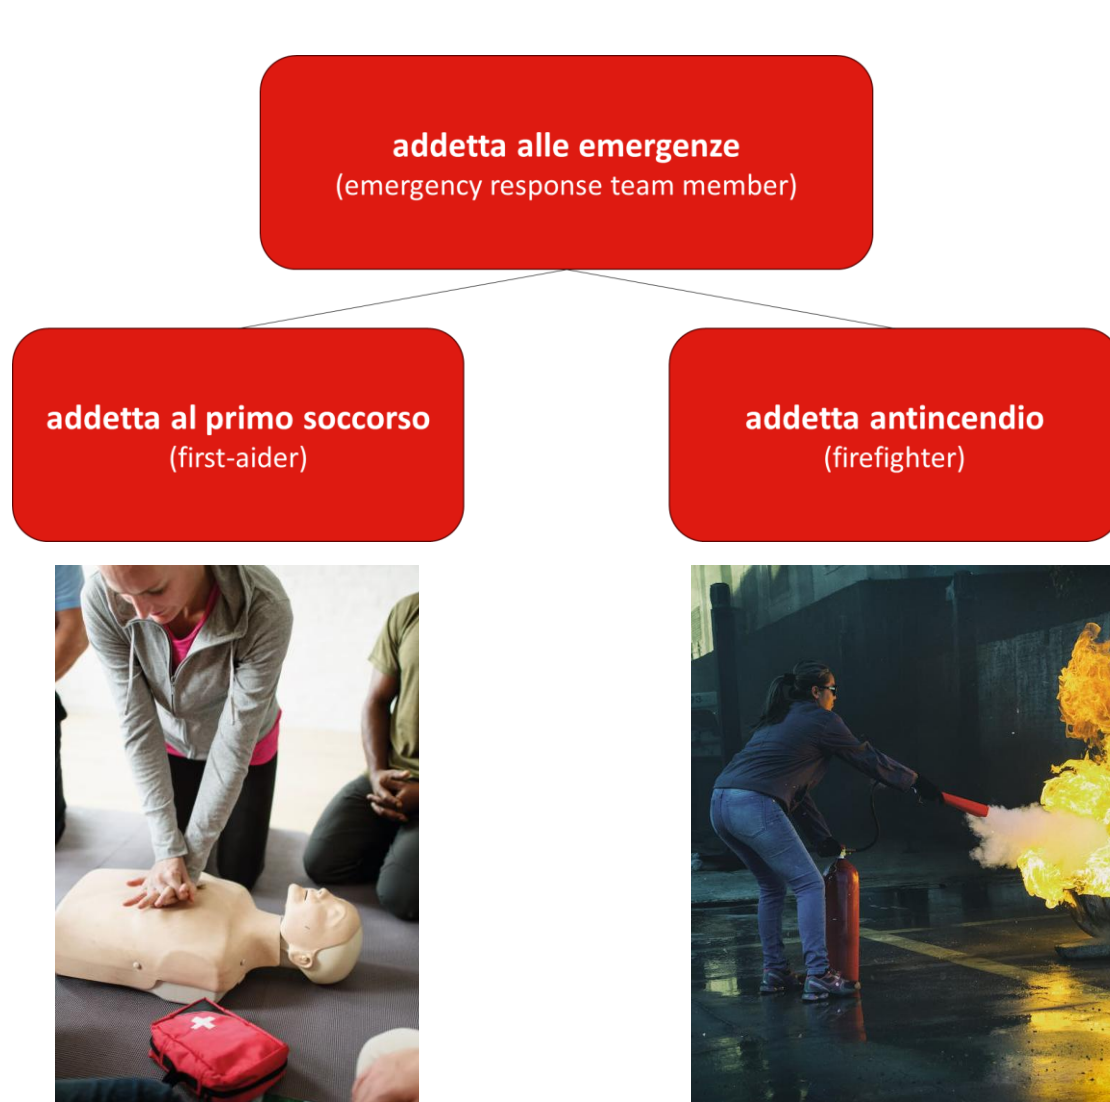 addetta alle emergenze
(emergency response team member)
addetta al primo soccorso
(first-aider)
addetta antincendio
(firefighter)